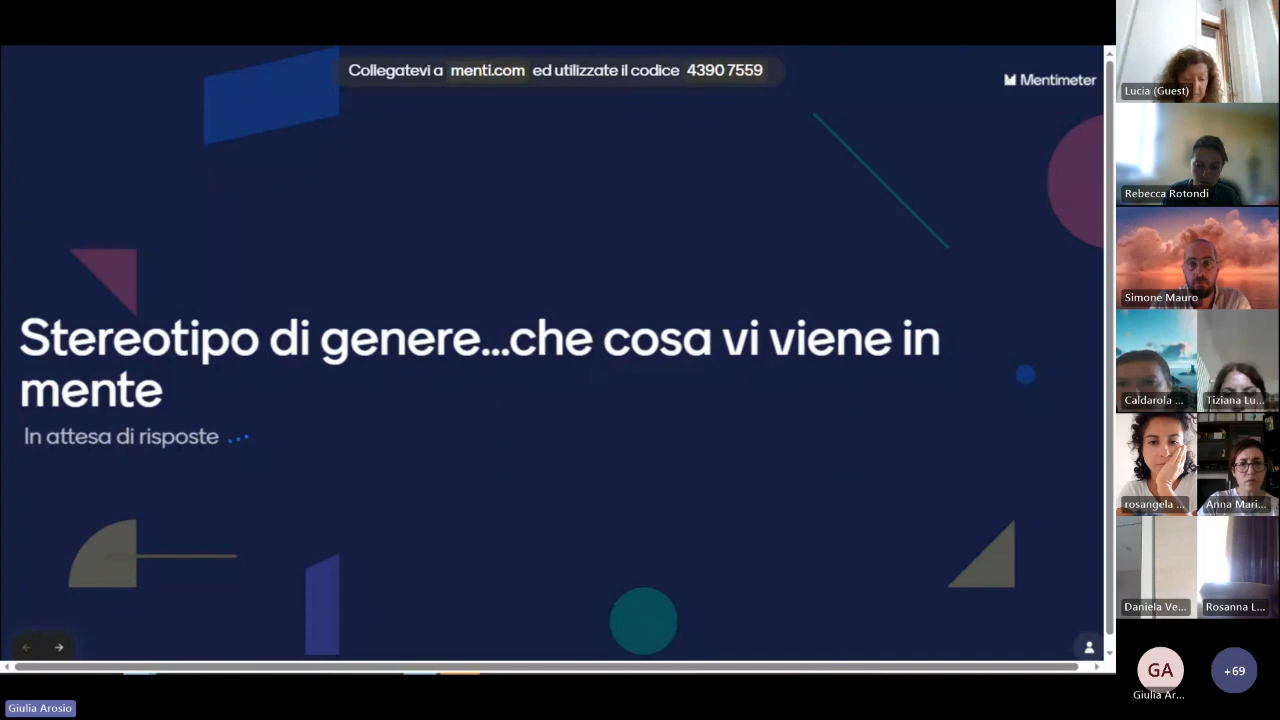 Collegatevi a menti.com ed utilizzate il codice 4390 7559
Mentimeter
Stereotipo di genere...che cosa vi viene in
mente
In attesa di risposte
Lucia (Guest)
Rebecca Rotondi
Simone Mauro
Caldarola ...
Tiziana Lu...
rosangela ...
Anna Mari...
Daniela Ve...
Rosanna L...
GA
+69
Giulia Ar...
Giulia Arosio